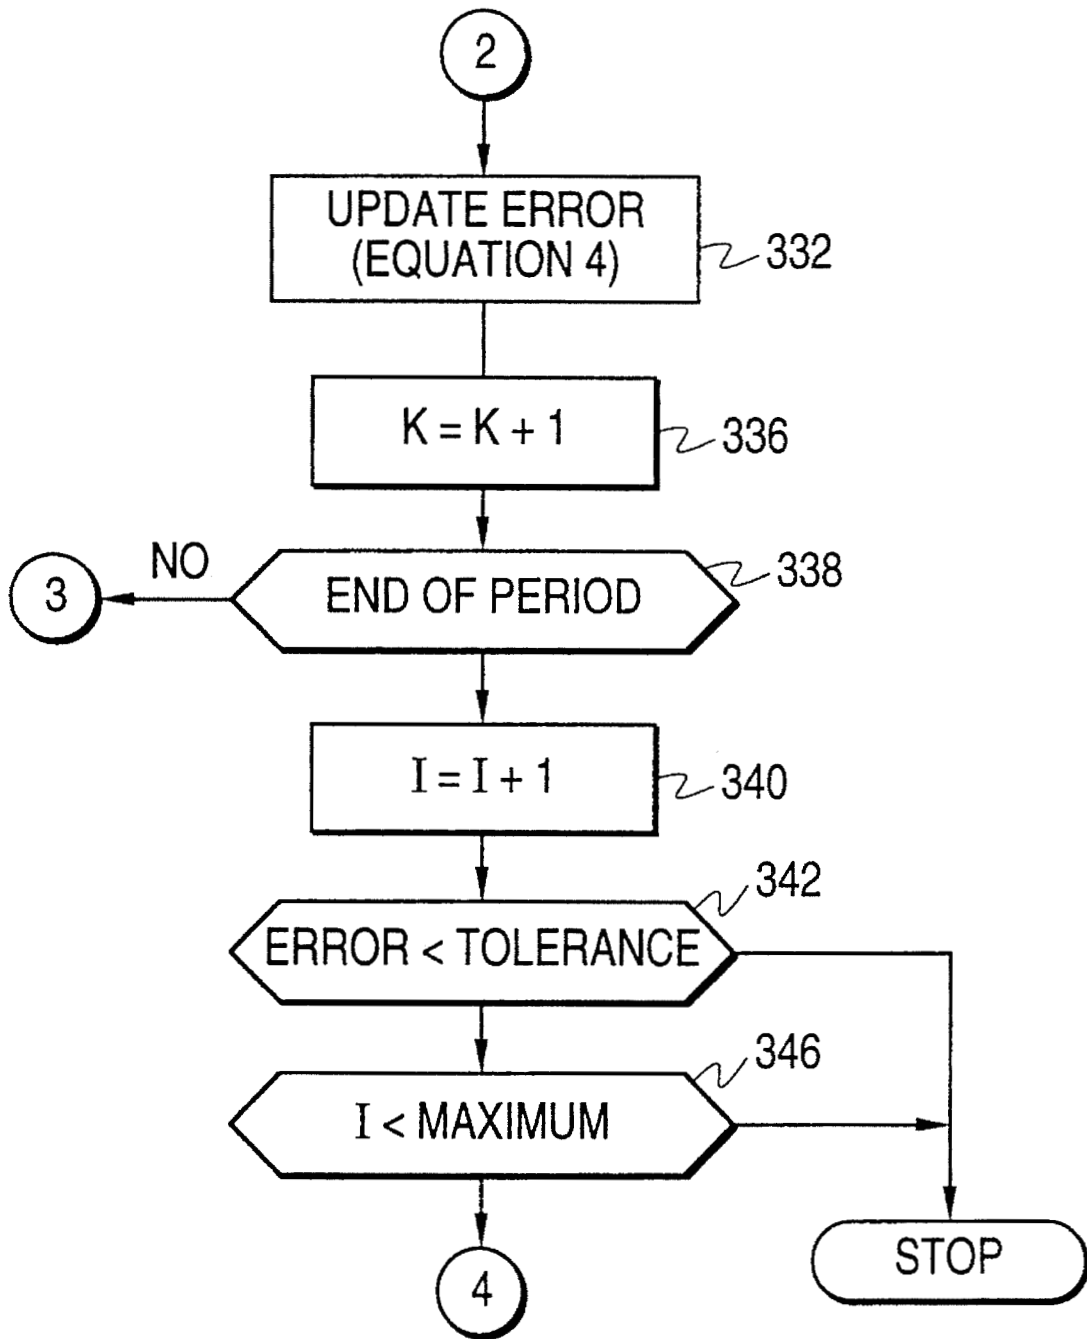 2
UPDATE ERROR
(EQUATION 4)
332
K = K + 1
336
NO
3
END OF PERIOD
338
I = I + 1
340
342
ERROR < TOLERANCE
346
I < MAXIMUM
STOP
4